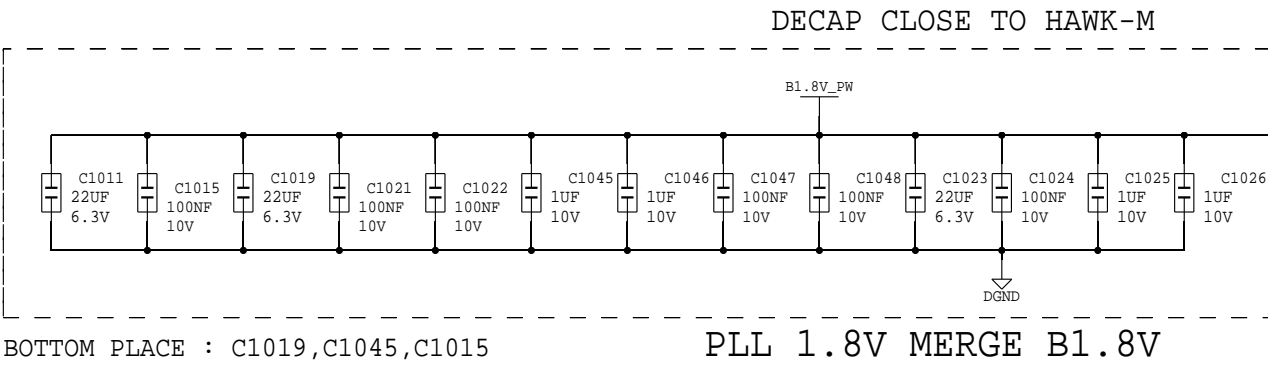 DECAP CLOSE TO HAWK-M
B1.8V_PW
C1011
22UF
6.3V
C1015
100NF
10V
C1019
22UF
6.3V
C1021
100NF
10V
C1022
100NF
10V
C1045
1UF
10V
C1046
1UF
10V
C1047
100NF
10V
C1048
100NF
10V
C1023
22UF
6.3V
C1024
100NF
10V
C1025
1UF
10V
C1026
1UF
10V
DGND
BOTTOM PLACE : C1019,C1045,C1015
PLL 1.8V MERGE B1.8V